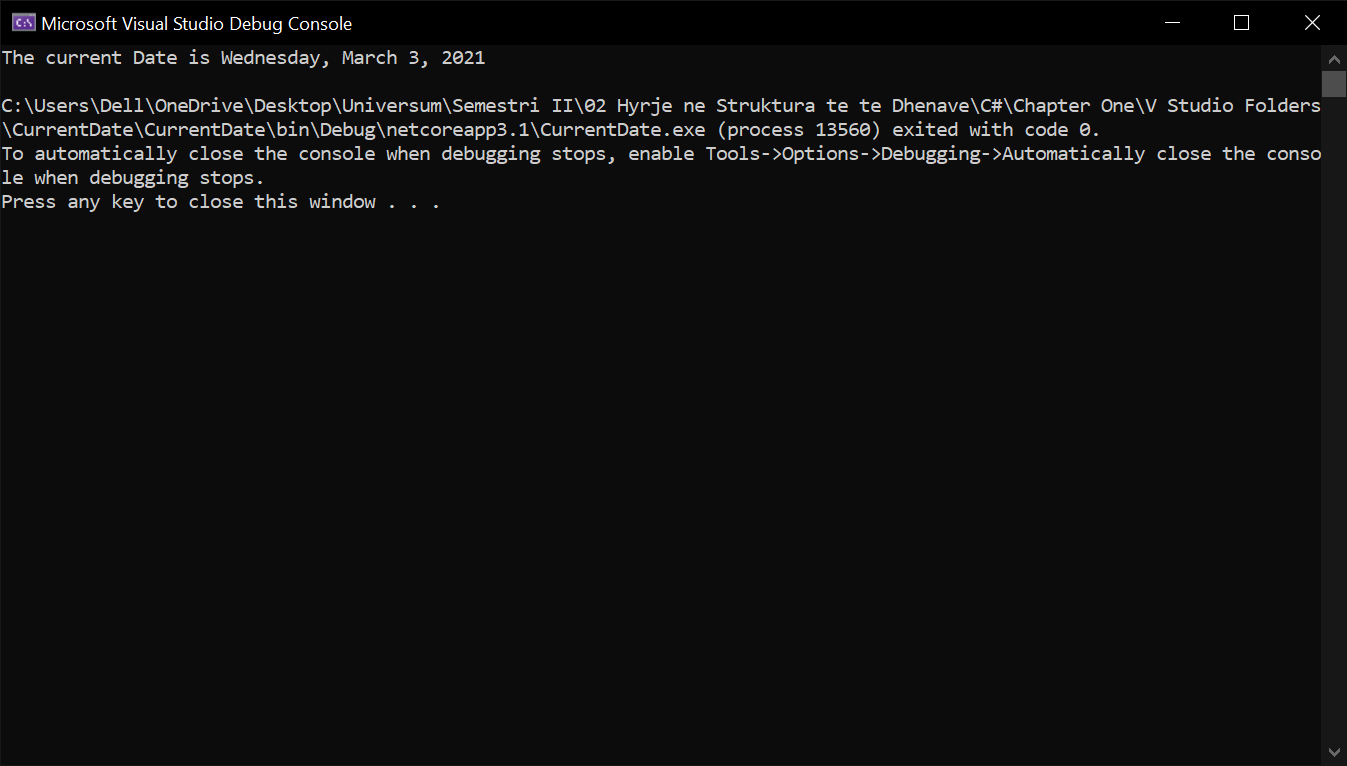 Microsoft Visual Studio Debug Console
The current Date is Wednesday, March 3, 2021
C:\Users\Dell\OneDrive\Desktop\Universum\Semestri II\02 Hyrje ne Struktura te te Dhenave\C#\Chapter One\V Studio Folders
\CurrentDate\CurrentDate\bin\Debug\netcoreapp3.1\CurrentDate.exe (process 13560) exited with code 0.
To automatically close the console when debugging stops, enable Tools->Options->Debugging->Automatically close the conso
le when debugging stops.
Press any key to close this window . . .